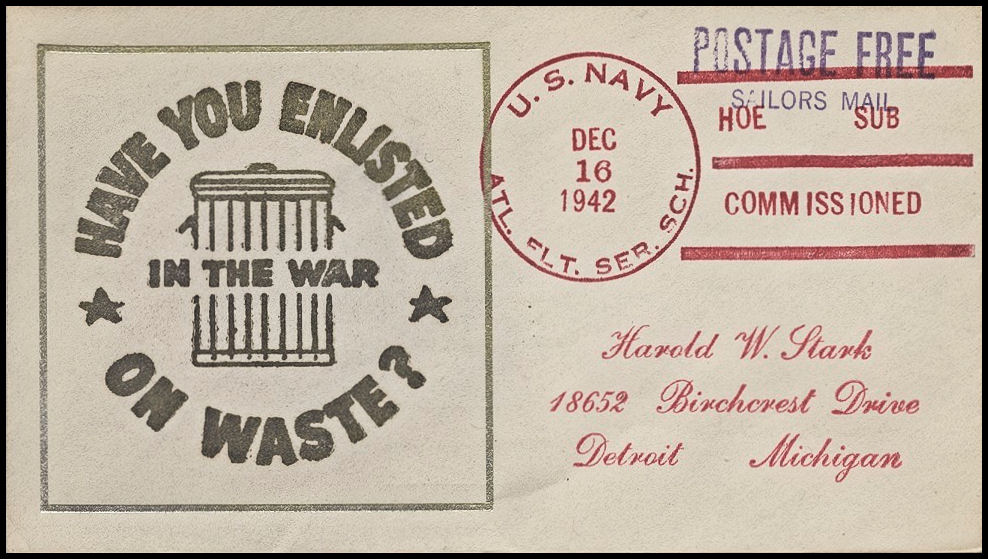 HAVE YOU ENLISTED
IN THE WAR
ON WASTE?
U.S. NAVY
DEC
16
1942
ATL. FLT. SER. SCH.
POSTAGE FREE
SAILORS MAIL
HOE SUB
COMMISSIONED
Harold W. Stark
18652 Birchcrest Drive
Detroit Michigan